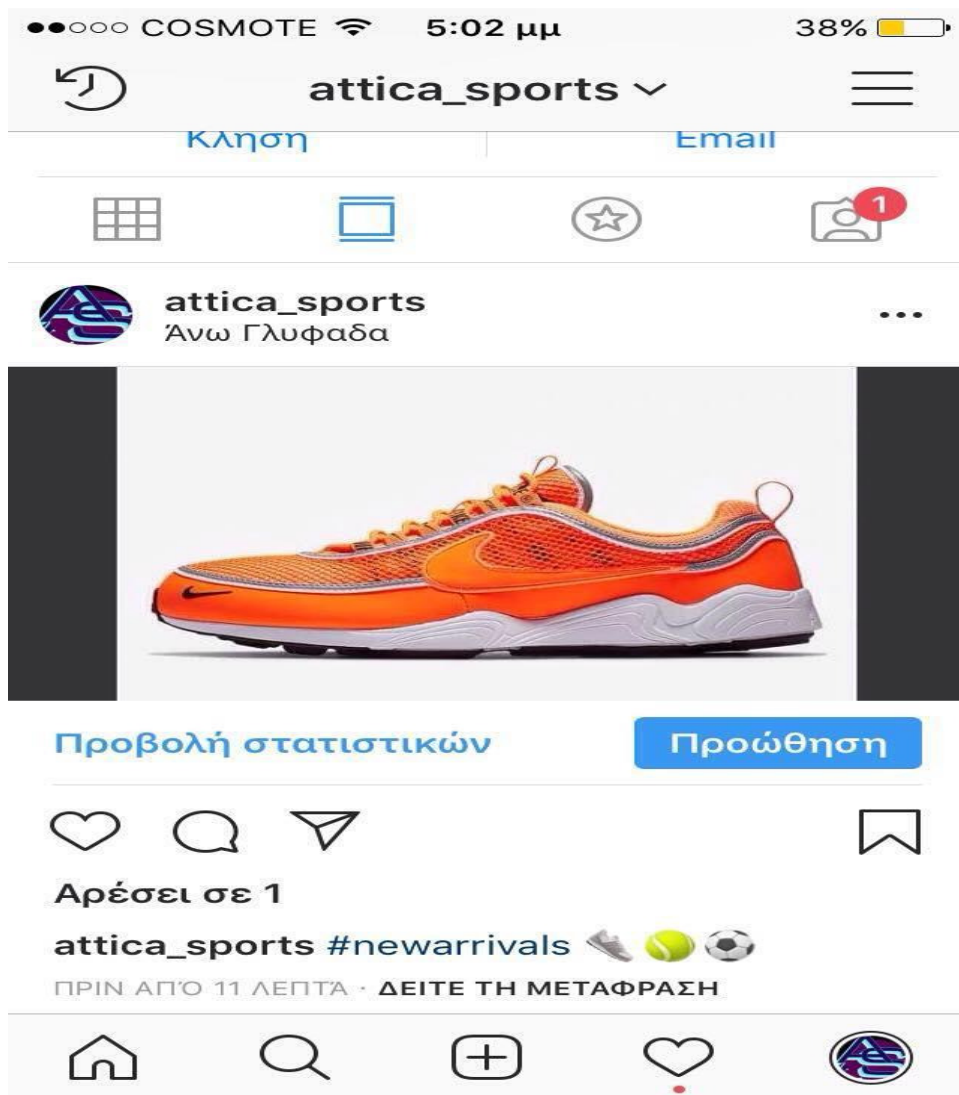 COSMOTE 5:02 μμ 38%
attica_sports
Κλήση Email
1
attica_sports
Άνω Γλυφαδα
Προβολή στατιστικών Προώθηση
Αρέσει σε 1
attica_sports #newarrivals
ΠΡΙΝ ΑΠΌ 11 ΛΕΠΤΆ · ΔΕΙΤΕ ΤΗ ΜΕΤΑΦΡΑΣΗ